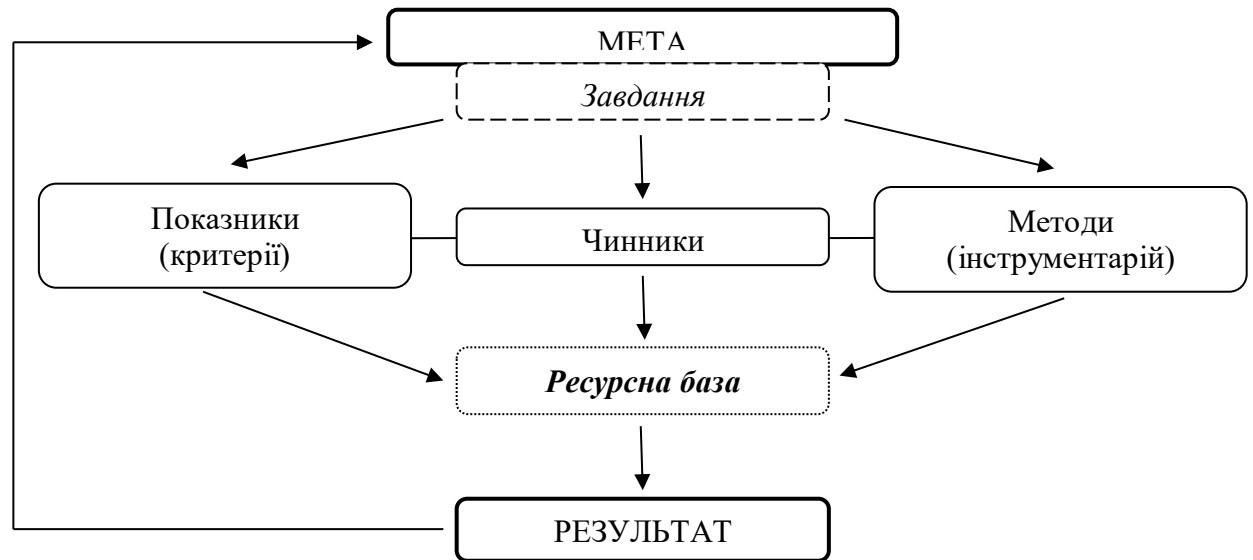 МЕТА
Завдання
Показники
(критерії)
Чинники
Методи
(інструментарій)
Ресурсна база
РЕЗУЛЬТАТ